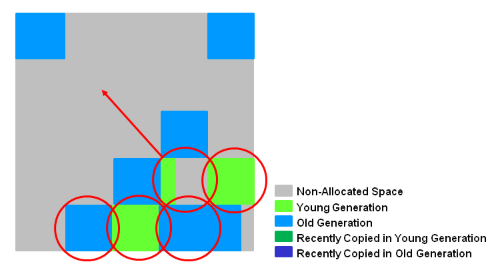 Non-Allocated Space
Young Generation
Old Generation
Recently Copied in Young Generation
Recently Copied in Old Generation